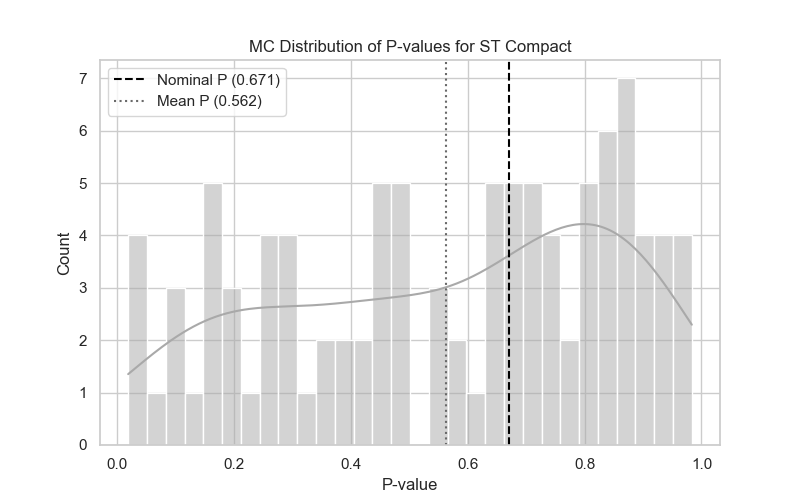 MC Distribution of P-values for ST Compact
Nominal P (0.671)
Mean P (0.562)
Count
7
6
5
4
3
2
1
0
0.0 0.2 0.4 0.6 0.8 1.0
P-value